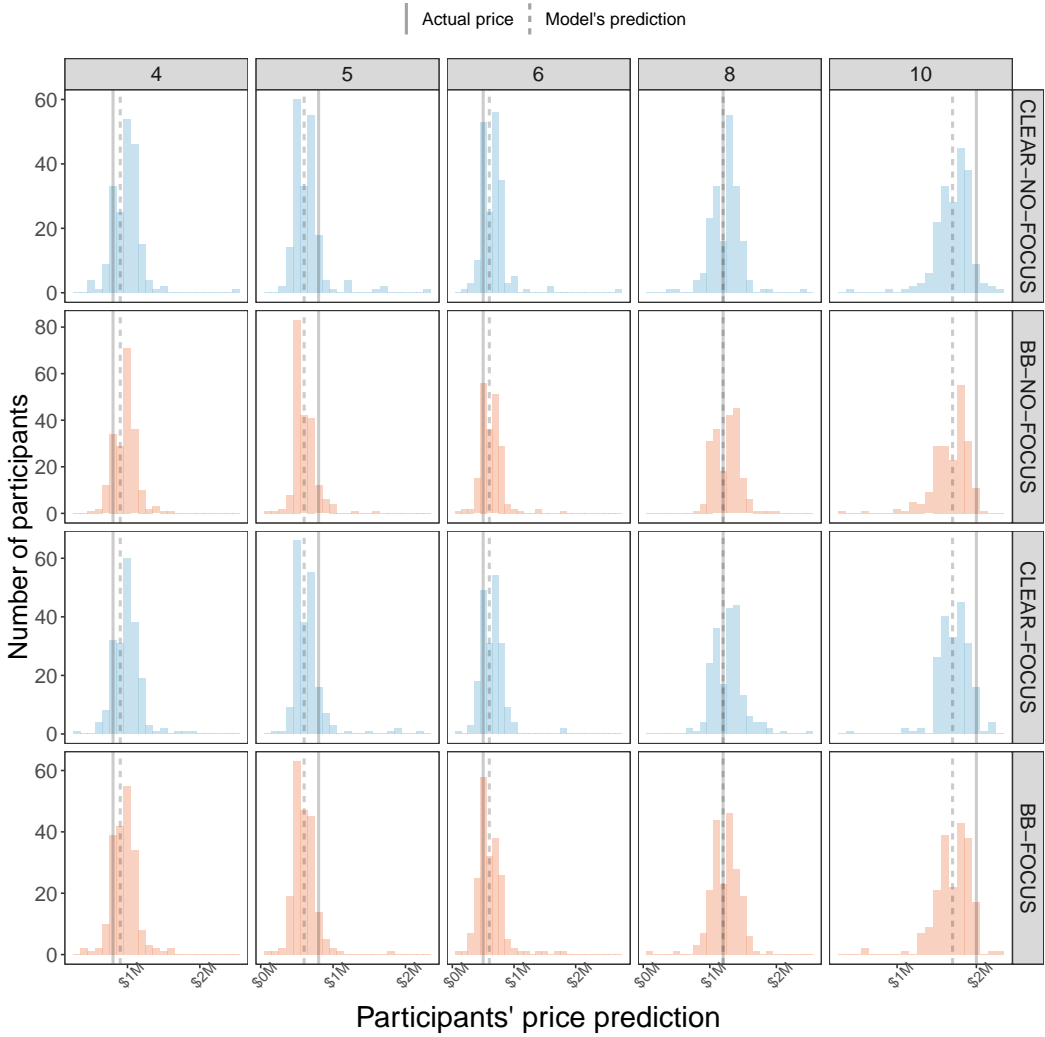 Actual price Model's prediction
4 5 6 8 10
60
40
20
0
CLEAR−NO−FOCUS
80
60
40
20
0
BB−NO−FOCUS
60
40
20
0
CLEAR−FOCUS
60
40
20
0
BB−FOCUS
Number of participants
$1M $2M $0M $1M $2M $0M $1M $2M $0M $1M $2M $1M $2M
Participants' price prediction